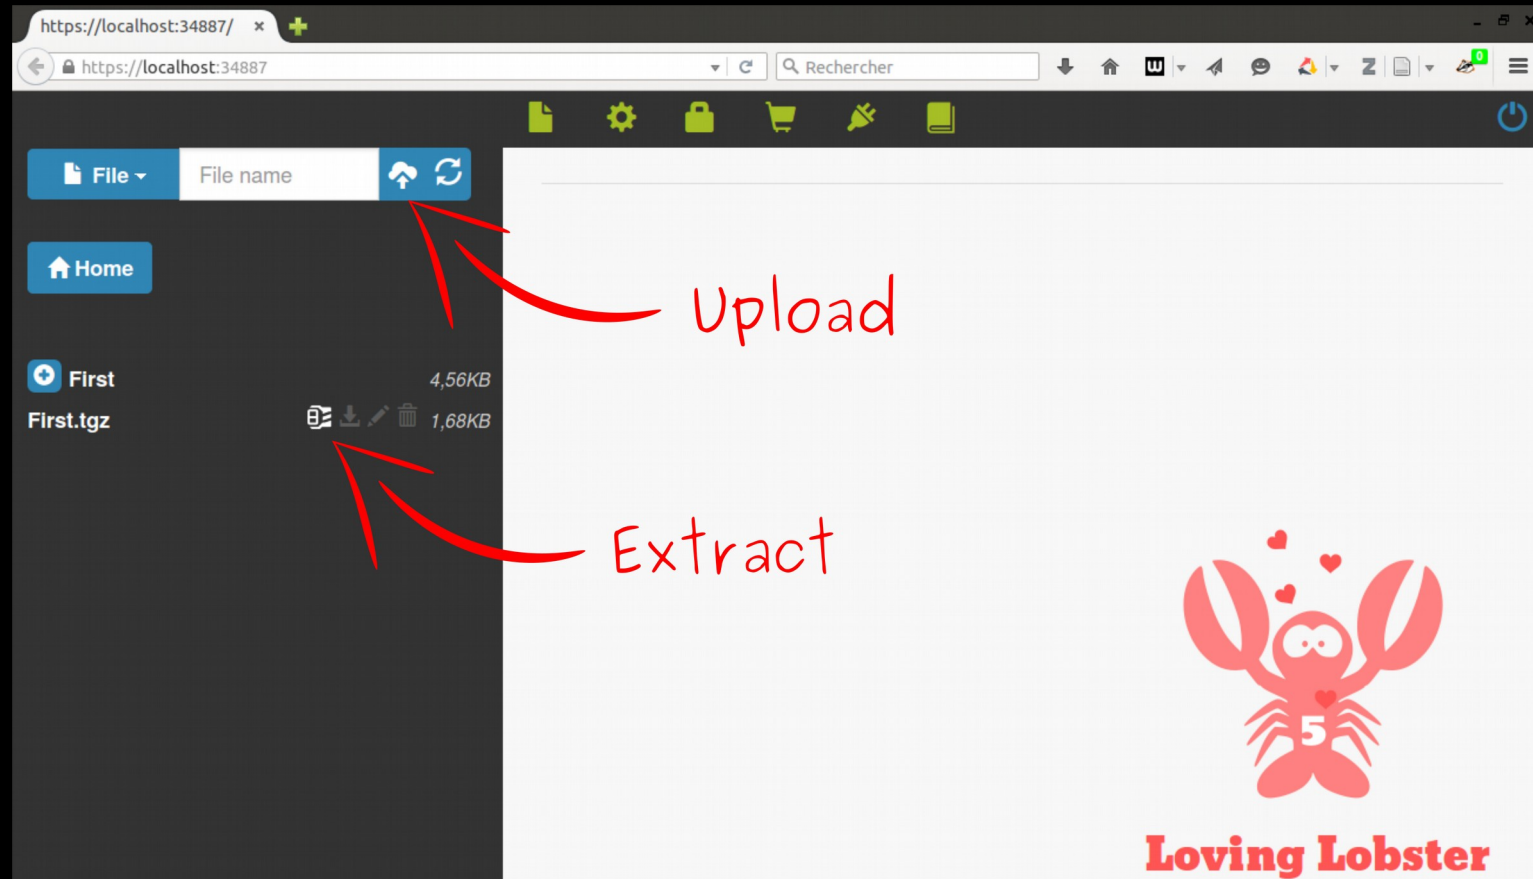 https://localhost:34887/
https://localhost:34887
Rechercher
0
File
File name
Home
Upload
First 4,56KB
First.tgz 1,68KB
Extract
5
Loving Lobster